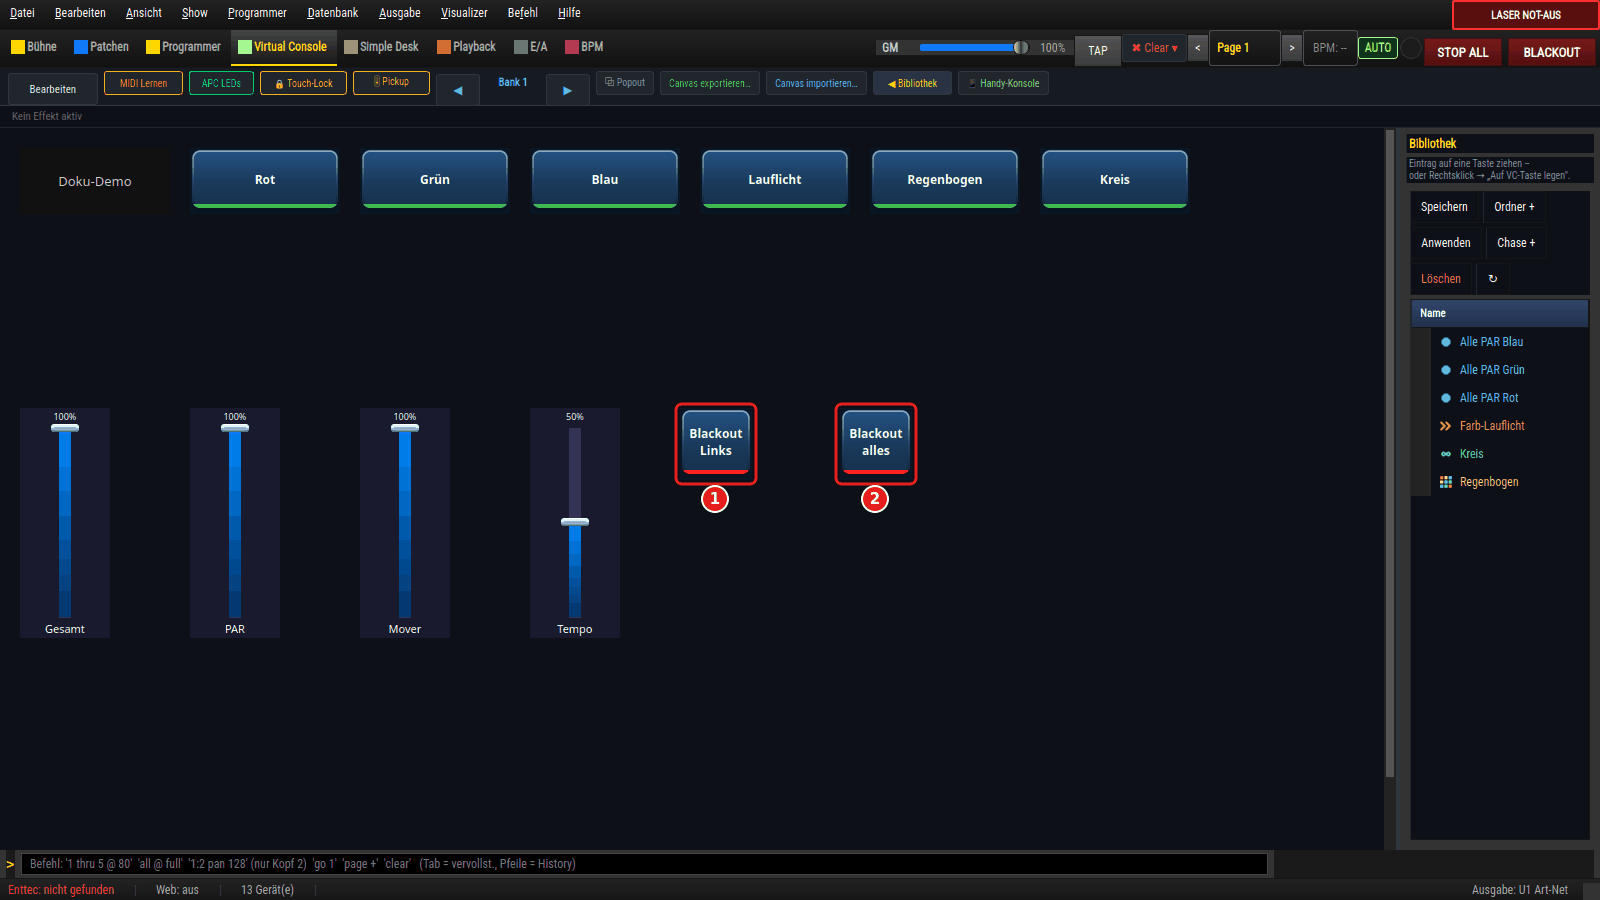 Datei Bearbeiten Ansicht Show Programmer Datenbank Ausgabe Visualizer Befehl Hilfe
LASER NOT-AUS
Bühne Patchen Programmer Virtual Console Simple Desk Playback E/A BPM
GM 100% TAP ✖ Clear ▾ < Page 1 > BPM: -- AUTO STOP ALL BLACKOUT
Bearbeiten MIDI Lernen APC LEDs Touch-Lock Pickup ◀ Bank 1 ▶ Popout Canvas exportieren... Canvas importieren... ◀ Bibliothek Handy-Konsole
Kein Effekt aktiv
Doku-Demo Rot Grün Blau Lauflicht Regenbogen Kreis
100% 100% 100% 50%
Blackout Links
Blackout alles
1 2
Gesamt PAR Mover Tempo
Bibliothek
Eintrag auf eine Taste ziehen –
oder Rechtsklick → „Auf VC-Taste legen".
Speichern Ordner +
Anwenden Chase +
Löschen ↻
Name
Alle PAR Blau
Alle PAR Grün
Alle PAR Rot
Farb-Lauflicht
Kreis
Regenbogen
> Befehl: '1 thru 5 @ 80' 'all @ full' '1:2 pan 128' (nur Kopf 2) 'go 1' 'page +' 'clear' (Tab = vervollst., Pfeile = History)
Enttec: nicht gefunden Web: aus 13 Gerät(e) Ausgabe: U1 Art-Net